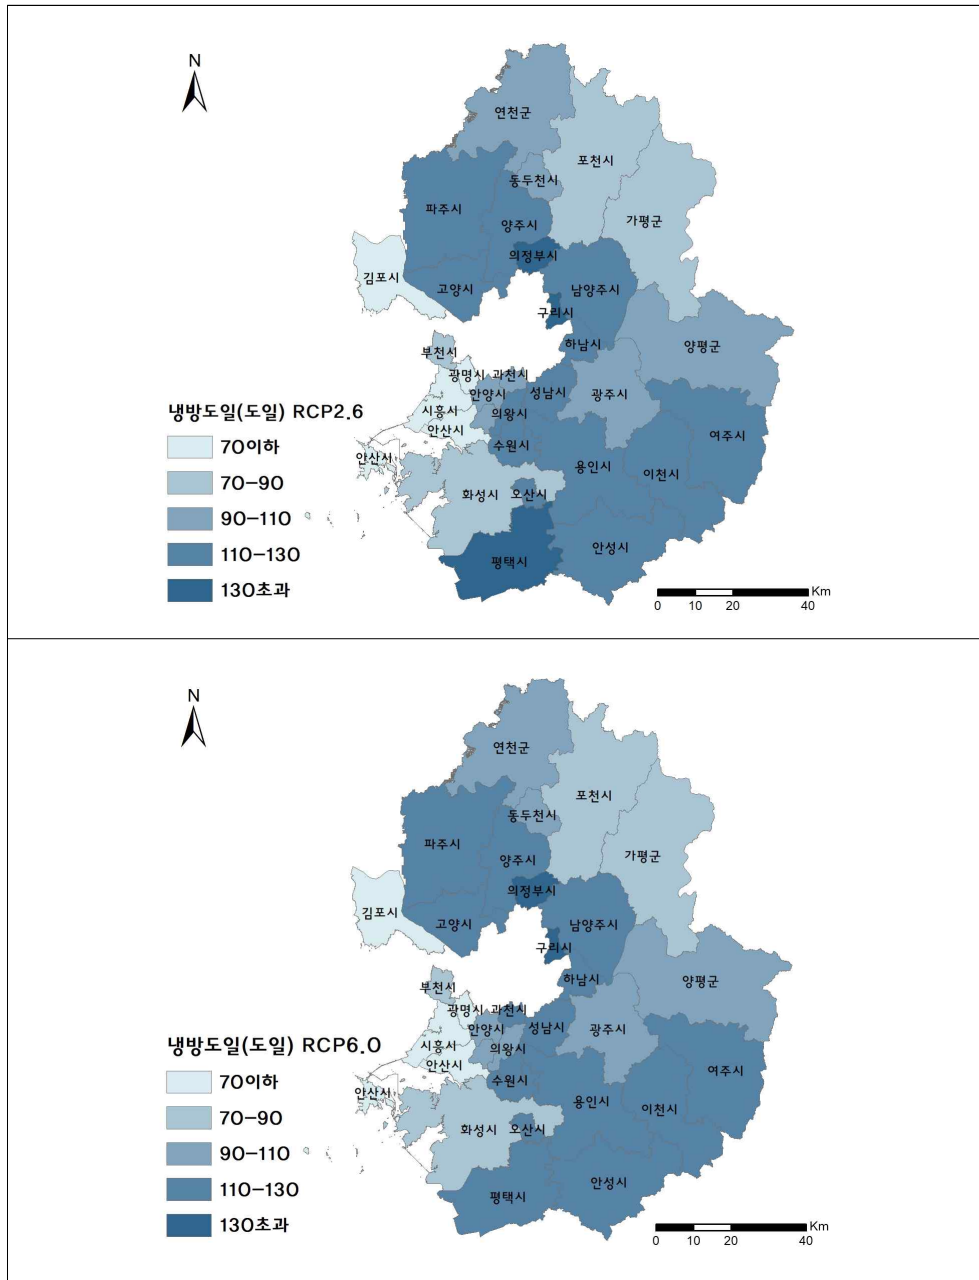 N
연천군
포천시
동두천시
파주시
가평군
양주시
의정부시
김포시
고양시
남양주시
구리시
하남시
양평군
부천시
광명시 과천시
안양시
성남시
광주시
시흥시
의왕시
안산시
수원시
여주시
안산시
용인시
이천시
화성시
오산시
안성시
평택시
냉방도일(도일) RCP2.6
70이하
70-90
90-110
110-130
130초과
Km
0 10 20 40
N
연천군
포천시
동두천시
파주시
가평군
양주시
의정부시
김포시
고양시
남양주시
구리시
하남시
양평군
부천시
광명시 과천시
안양시
성남시
광주시
시흥시
의왕시
안산시
수원시
여주시
안산시
용인시
이천시
화성시
오산시
안성시
평택시
냉방도일(도일) RCP6.0
70이하
70-90
90-110
110-130
130초과
Km
0 10 20 40